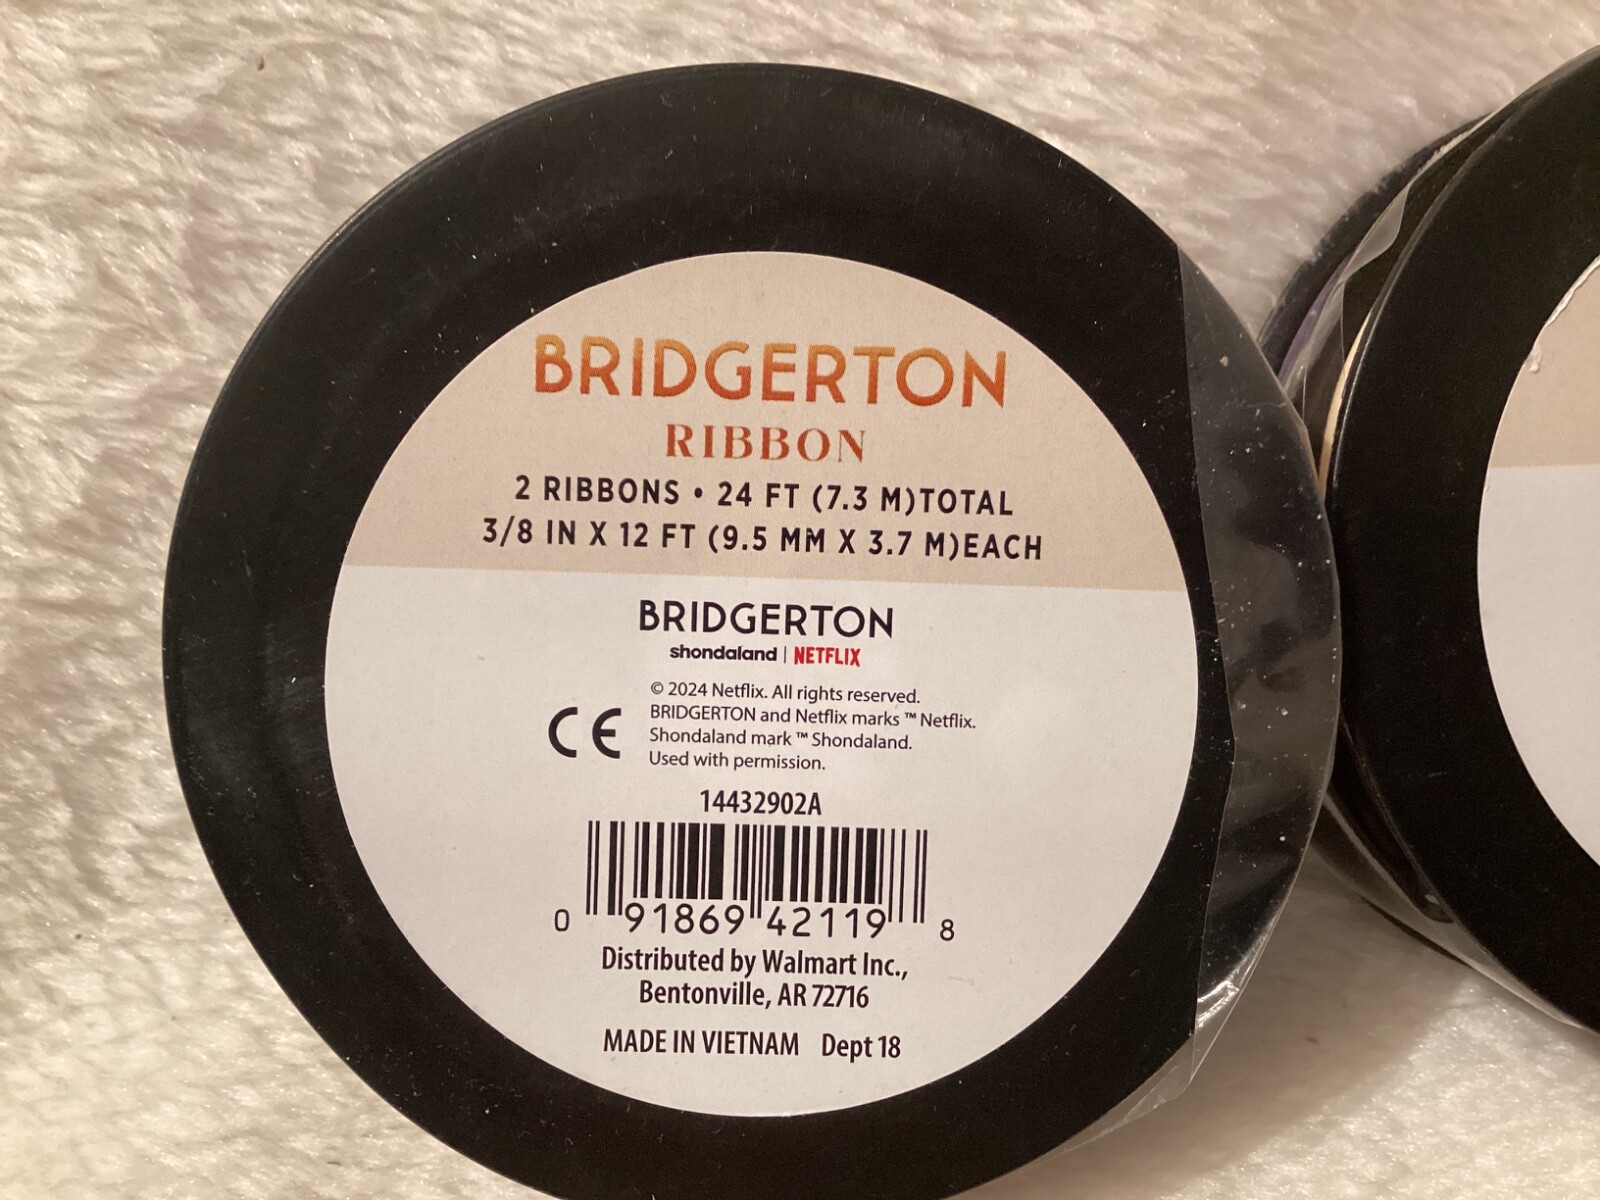 BRIDGERTON
RIBBON
2 RIBBONS • 24 FT (7.3 M)TOTAL
3/8 IN X 12 FT (9.5 MM X 3.7 M)EACH
BRIDGERTON
shondaland | NETFLIX
© 2024 Netflix. All rights reserved.
BRIDGERTON and Netflix marks ™ Netflix.
Shondaland mark ™ Shondaland.
Used with permission.
CE
14432902A
0 91869 42119 8
Distributed by Walmart Inc.,
Bentonville, AR 72716
MADE IN VIETNAM Dept 18